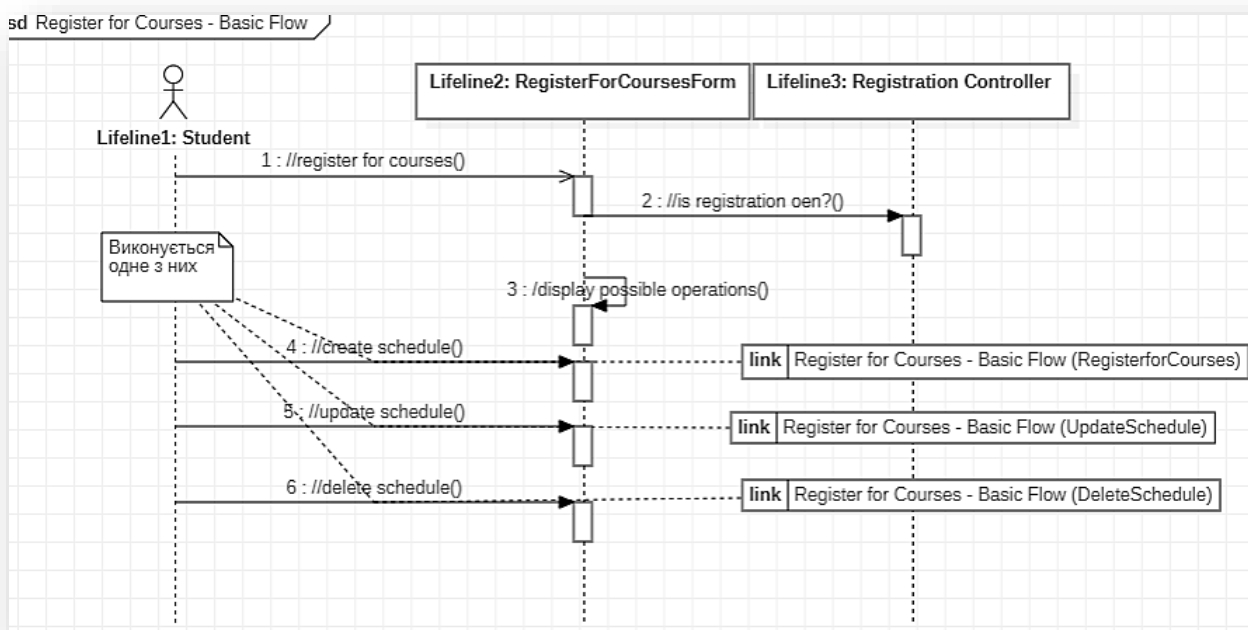 sd Register for Courses - Basic Flow
Lifeline1: Student
Lifeline2: RegisterForCoursesForm
Lifeline3: Registration Controller
1 : //register for courses()
2 : //is registration oen?()
Виконується
одне з них
3 : /display possible operations()
4 : //create schedule()
link Register for Courses - Basic Flow (RegisterforCourses)
5 : //update schedule()
link Register for Courses - Basic Flow (UpdateSchedule)
6 : //delete schedule()
link Register for Courses - Basic Flow (DeleteSchedule)